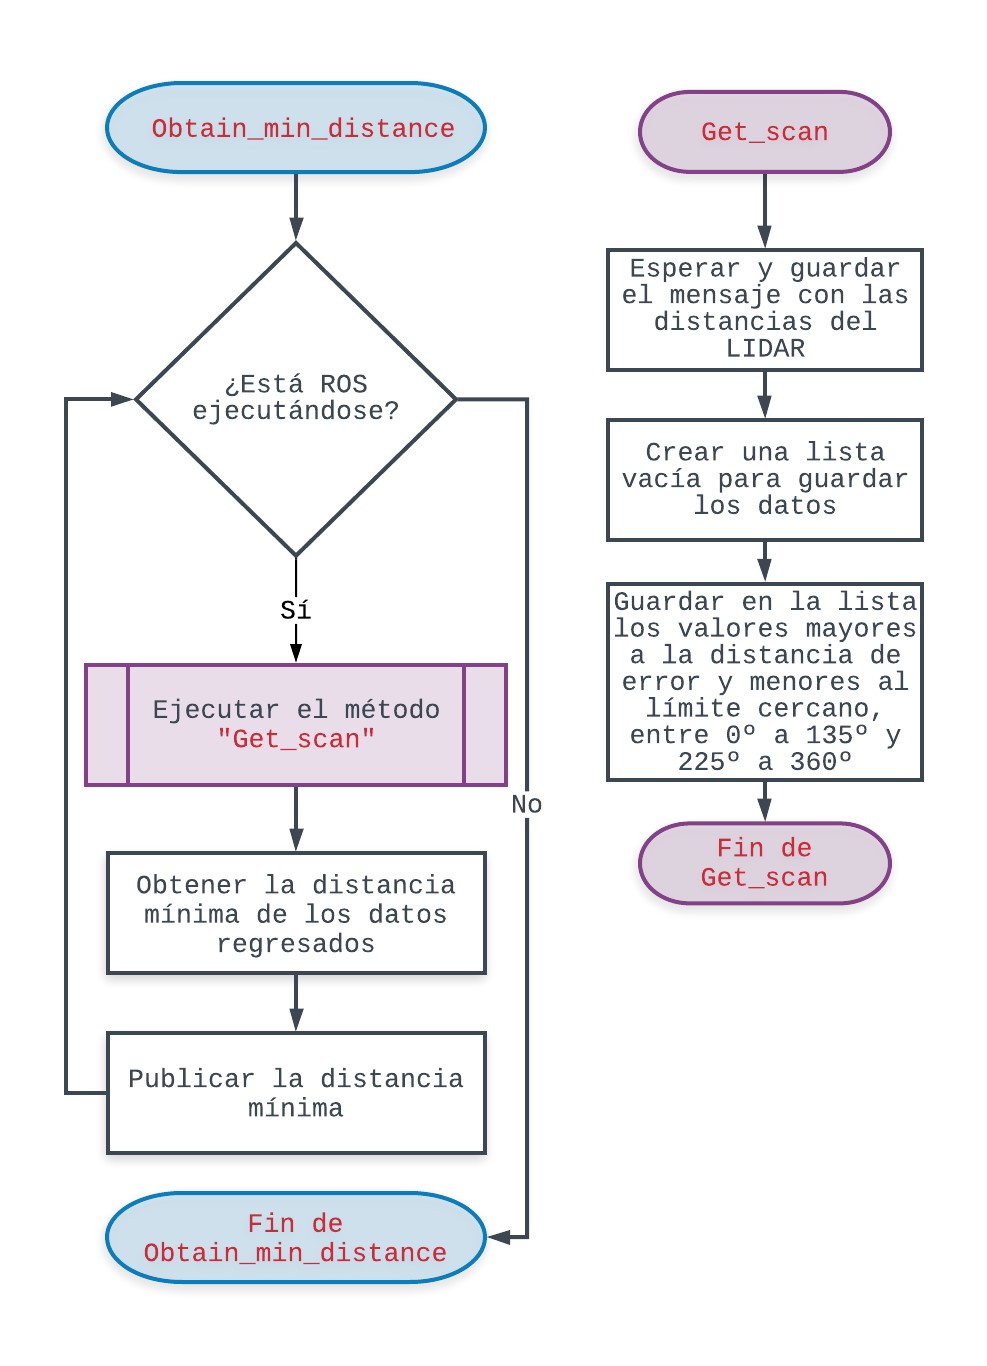 Obtain_min_distance
¿Está ROS
ejecutándose?
Sí
Ejecutar el método
"Get_scan"
No
Obtener la distancia
mínima de los datos
regresados
Publicar la distancia
mínima
Fin de
Obtain_min_distance
Get_scan
Esperar y guardar
el mensaje con las
distancias del
LIDAR
Crear una lista
vacía para guardar
los datos
Guardar en la lista
los valores mayores
a la distancia de
error y menores al
límite cercano,
entre 0º a 135º y
225º a 360º
Fin de
Get_scan